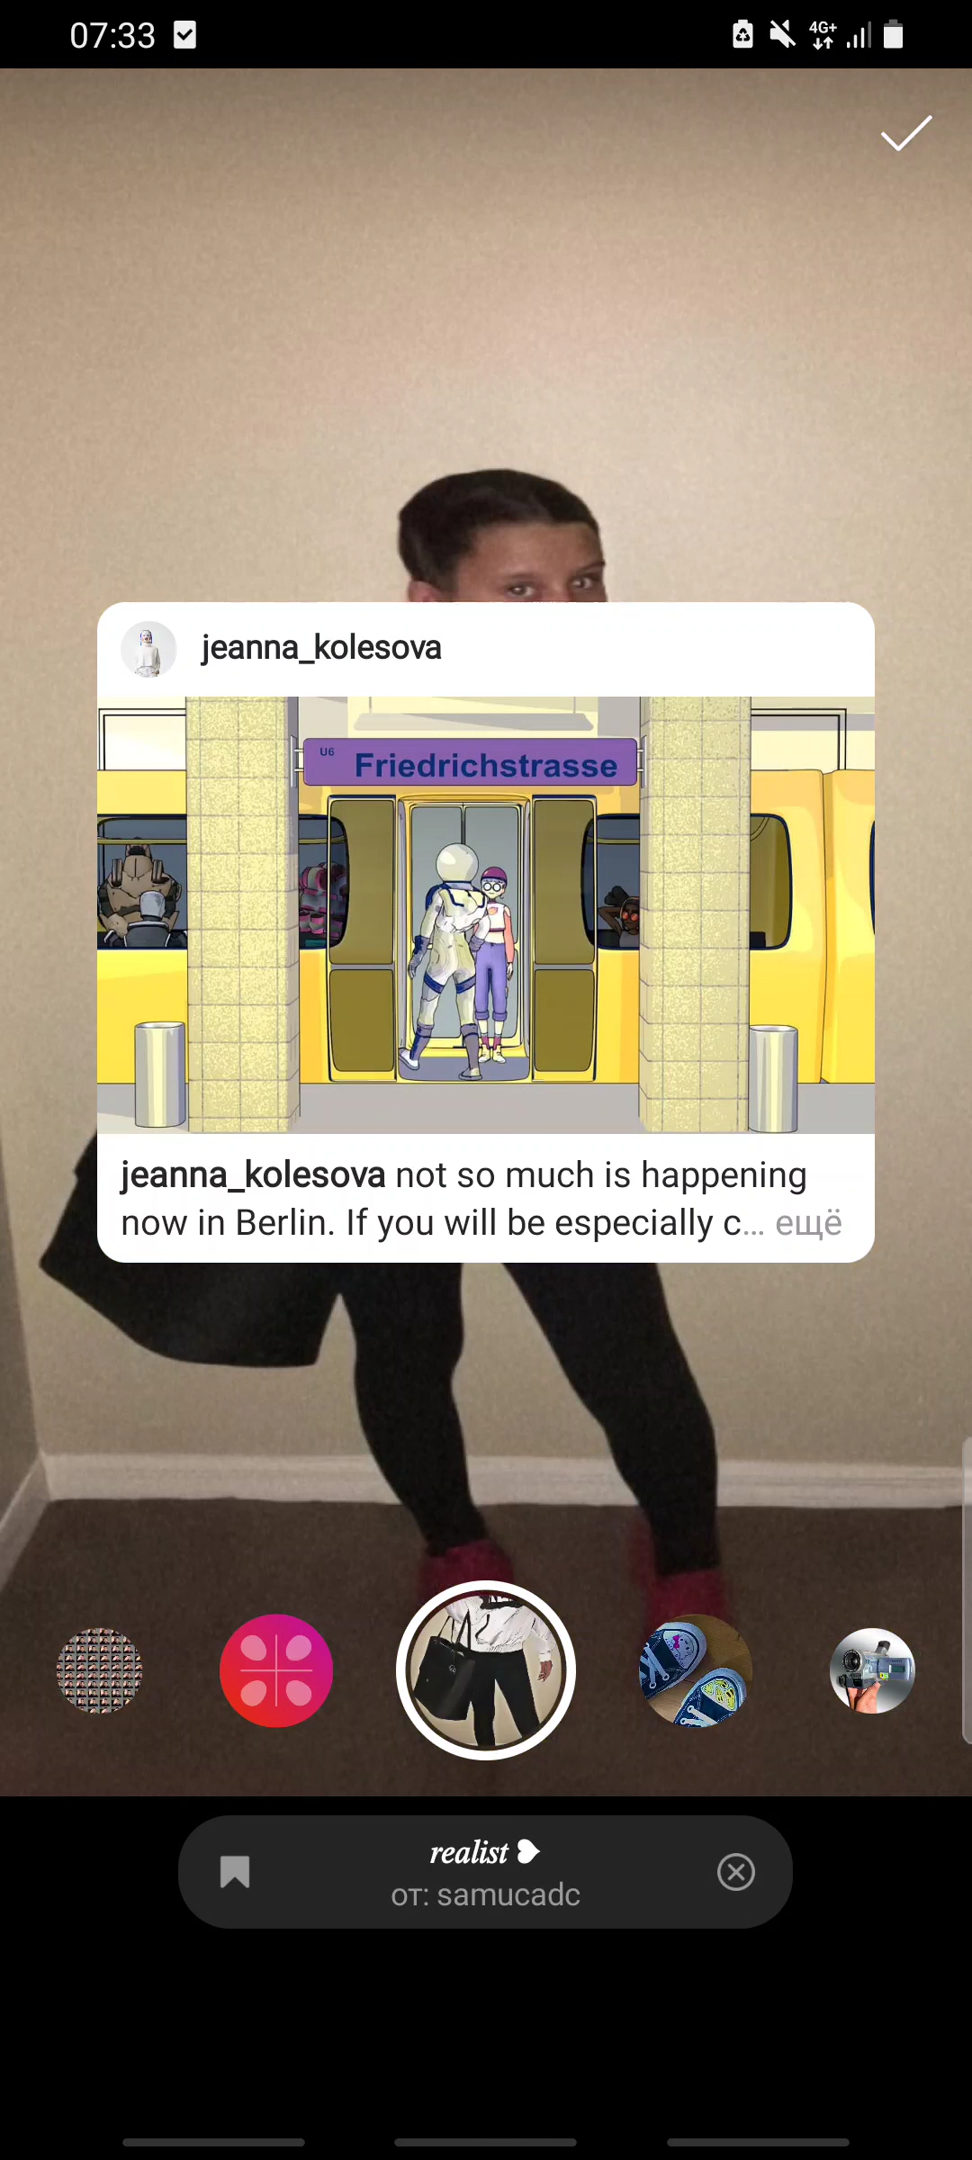 07:33
4G+
jeanna_kolesova
U6
Friedrichstrasse
jeanna_kolesova not so much is happening
now in Berlin. If you will be especially c... ещё
realist
от: samucadc